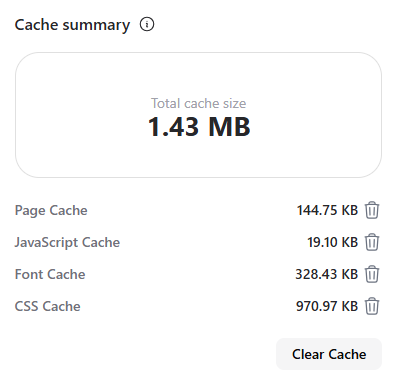 Cache summary
Total cache size
1.43 MB
Page Cache 144.75 KB
JavaScript Cache 19.10 KB
Font Cache 328.43 KB
CSS Cache 970.97 KB
Clear Cache